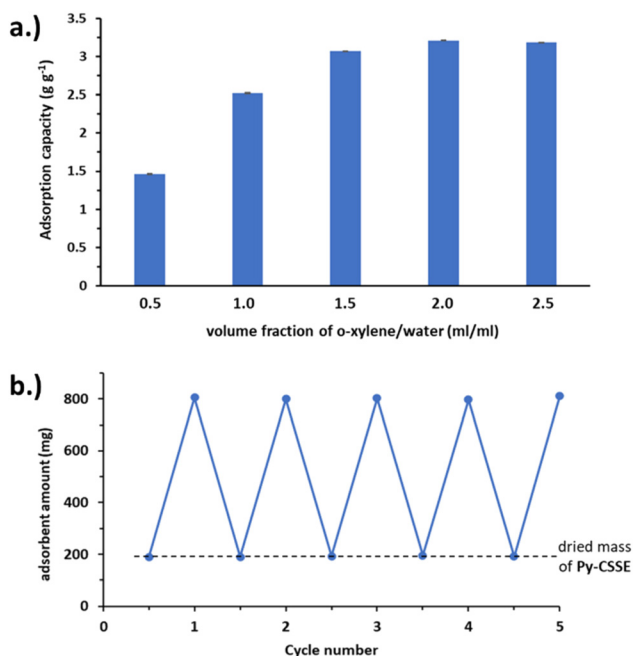 a.)
Adsorption capacity (g g⁻¹)
3.5
3
2.5
2
1.5
1
0.5
0
0.5 1.0 1.5 2.0 2.5
volume fraction of o-xylene/water (ml/ml)
b.)
adsorbent amount (mg)
800
600
400
200
0
dried mass
of Py-CSSE
0 1 2 3 4 5
Cycle number